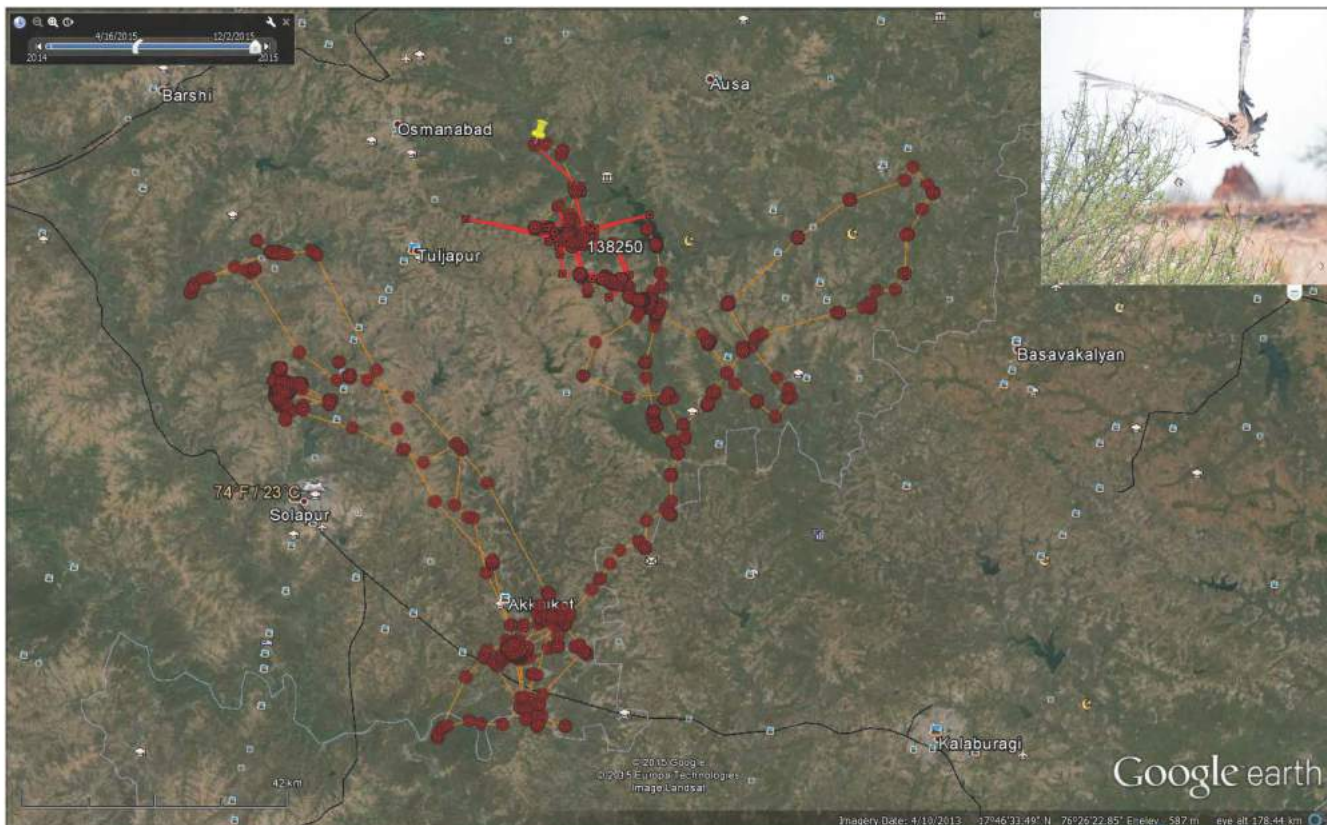 4/16/2015 12/2/2015
2014 2015
Barshi
Ausa
Osmanabad
138250
Tuljapur
Basavakalyan
74°F / 23°C
Solapur
Akkalkot
Kalaburagi
© 2015 Google
© 2015 Europa Technologies
Image Landsat
42 km
Google earth
Imagery Date: 4/10/2013 17°46'33.49" N 76°26'22.85" E elev 587 m eye alt 178.44 km